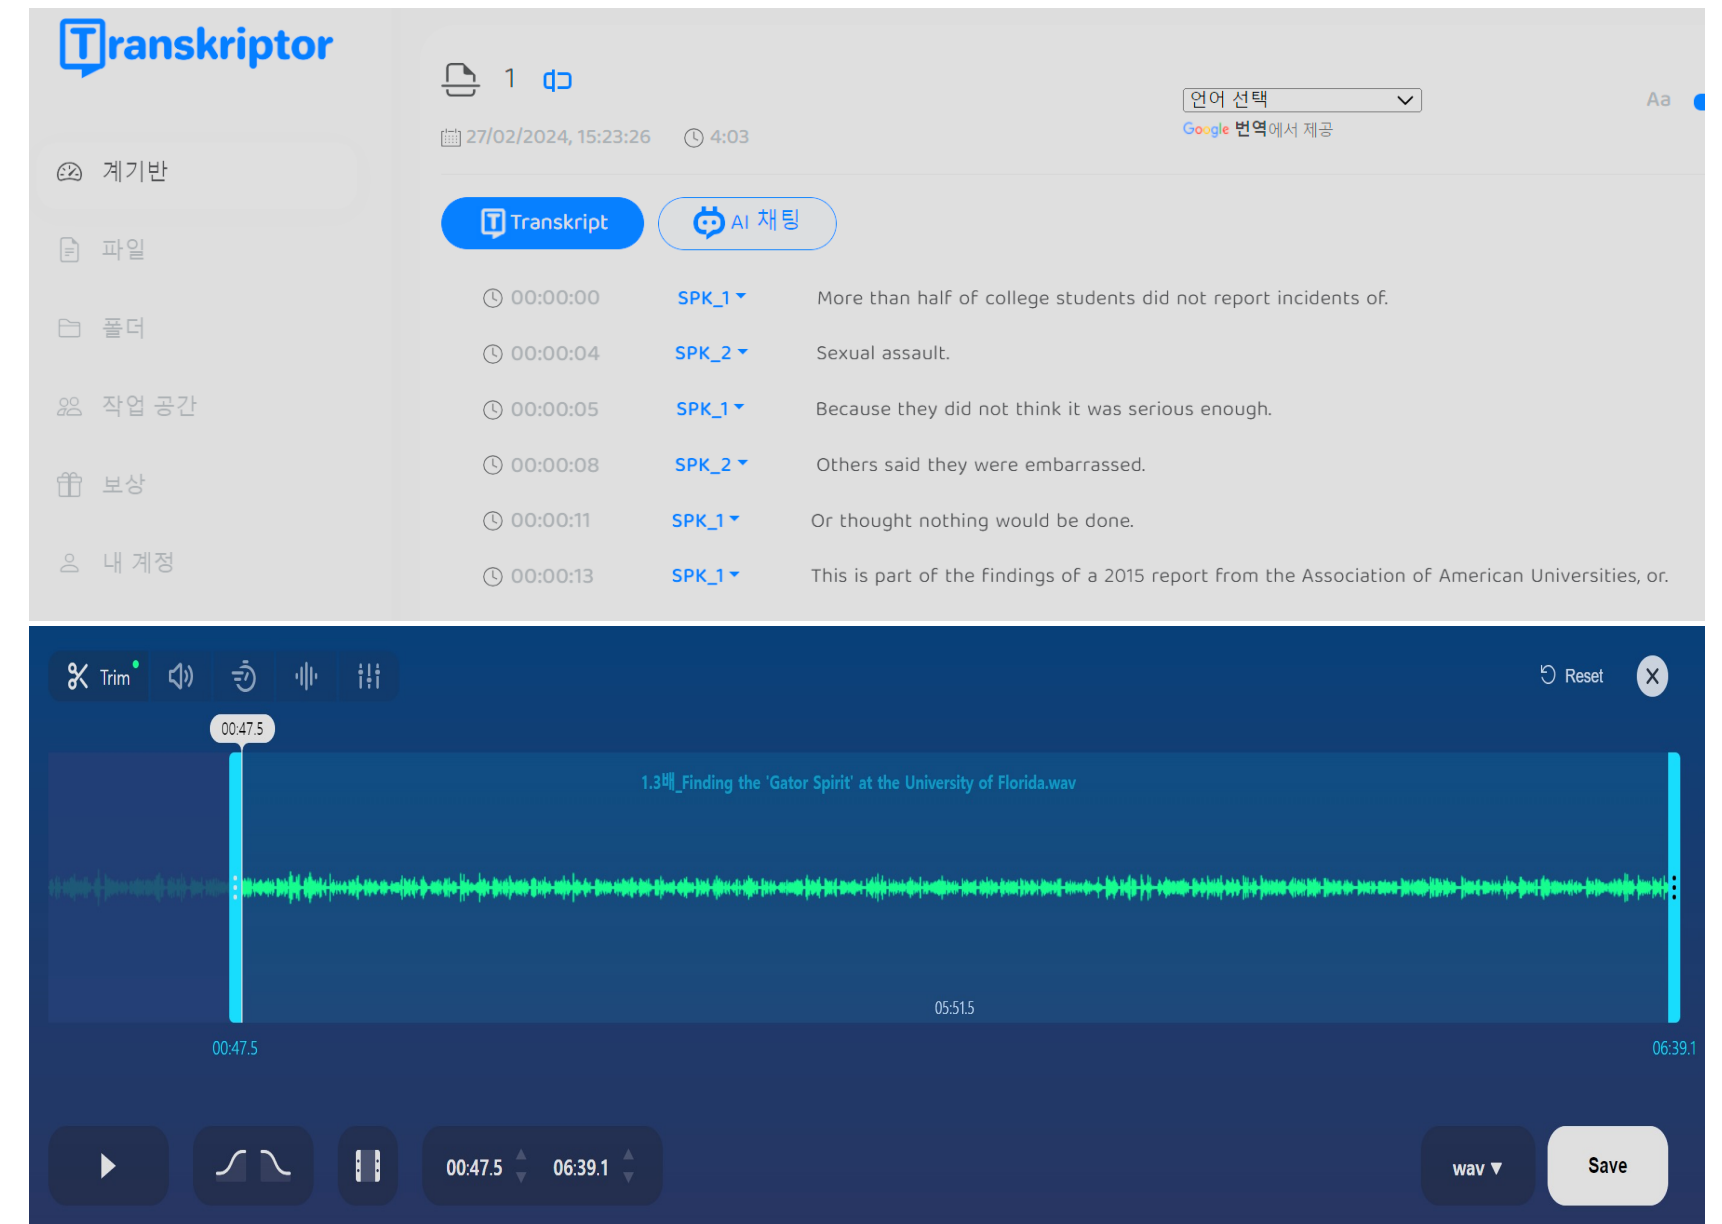 Transkriptor
1
언어 선택
Aa
Google 번역에서 제공
27/02/2024, 15:23:26 4:03
계기반
파일
폴더
작업 공간
보상
내 계정
Transkript AI 채팅
00:00:00 SPK_1 More than half of college students did not report incidents of.
00:00:04 SPK_2 Sexual assault.
00:00:05 SPK_1 Because they did not think it was serious enough.
00:00:08 SPK_2 Others said they were embarrassed.
00:00:11 SPK_1 Or thought nothing would be done.
00:00:13 SPK_1 This is part of the findings of a 2015 report from the Association of American Universities, or.
Trim Reset X
00:47.5
1.3배_Finding the 'Gator Spirit' at the University of Florida.wav
05:51.5
00:47.5 06:39.1
00:47.5 06:39.1 wav Save